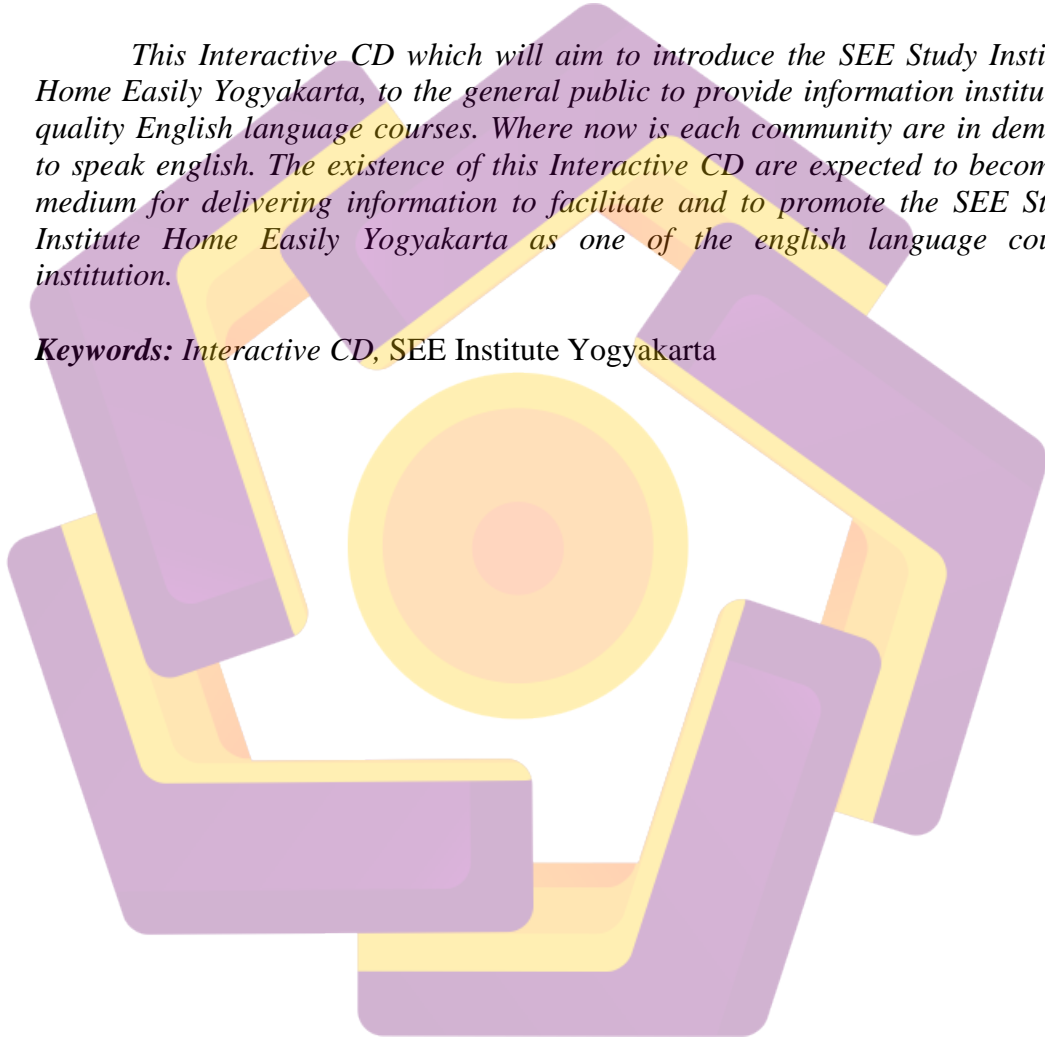 This Interactive CD which will aim to introduce the SEE Study Insti
Home Easily Yogyakarta, to the general public to provide information institu
quality English language courses. Where now is each community are in dem
to speak english. The existence of this Interactive CD are expected to becom
medium for delivering information to facilitate and to promote the SEE St
Institute Home Easily Yogyakarta as one of the english language cou
institution.
Keywords: Interactive CD, SEE Institute Yogyakarta